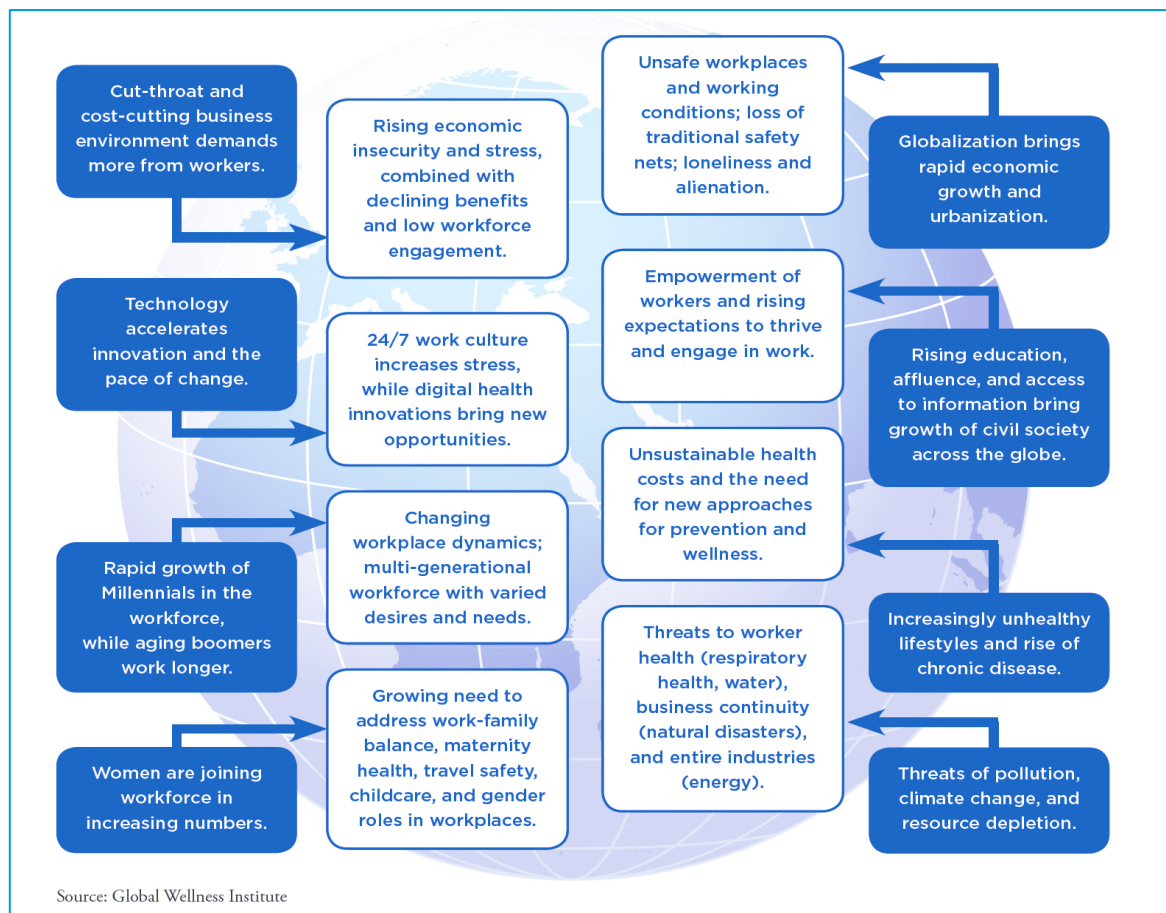 Cut-throat and
cost-cutting business
environment demands
more from workers.
Rising economic
insecurity and stress,
combined with
declining benefits
and low workforce
engagement.
Technology
accelerates
innovation and the
pace of change.
24/7 work culture
increases stress,
while digital health
innovations bring new
opportunities.
Rapid growth of
Millennials in the
workforce,
while aging boomers
work longer.
Changing
workplace dynamics;
multi-generational
workforce with varied
desires and needs.
Women are joining
workforce in
increasing numbers.
Growing need to
address work-family
balance, maternity
health, travel safety,
childcare, and gender
roles in workplaces.
Unsafe workplaces
and working
conditions; loss of
traditional safety
nets; loneliness and
alienation.
Globalization brings
rapid economic
growth and
urbanization.
Empowerment of
workers and rising
expectations to thrive
and engage in work.
Rising education,
affluence, and access
to information bring
growth of civil society
across the globe.
Unsustainable health
costs and the need
for new approaches
for prevention and
wellness.
Increasingly unhealthy
lifestyles and rise of
chronic disease.
Threats to worker
health (respiratory
health, water),
business continuity
(natural disasters),
and entire industries
(energy).
Threats of pollution,
climate change, and
resource depletion.
Source: Global Wellness Institute